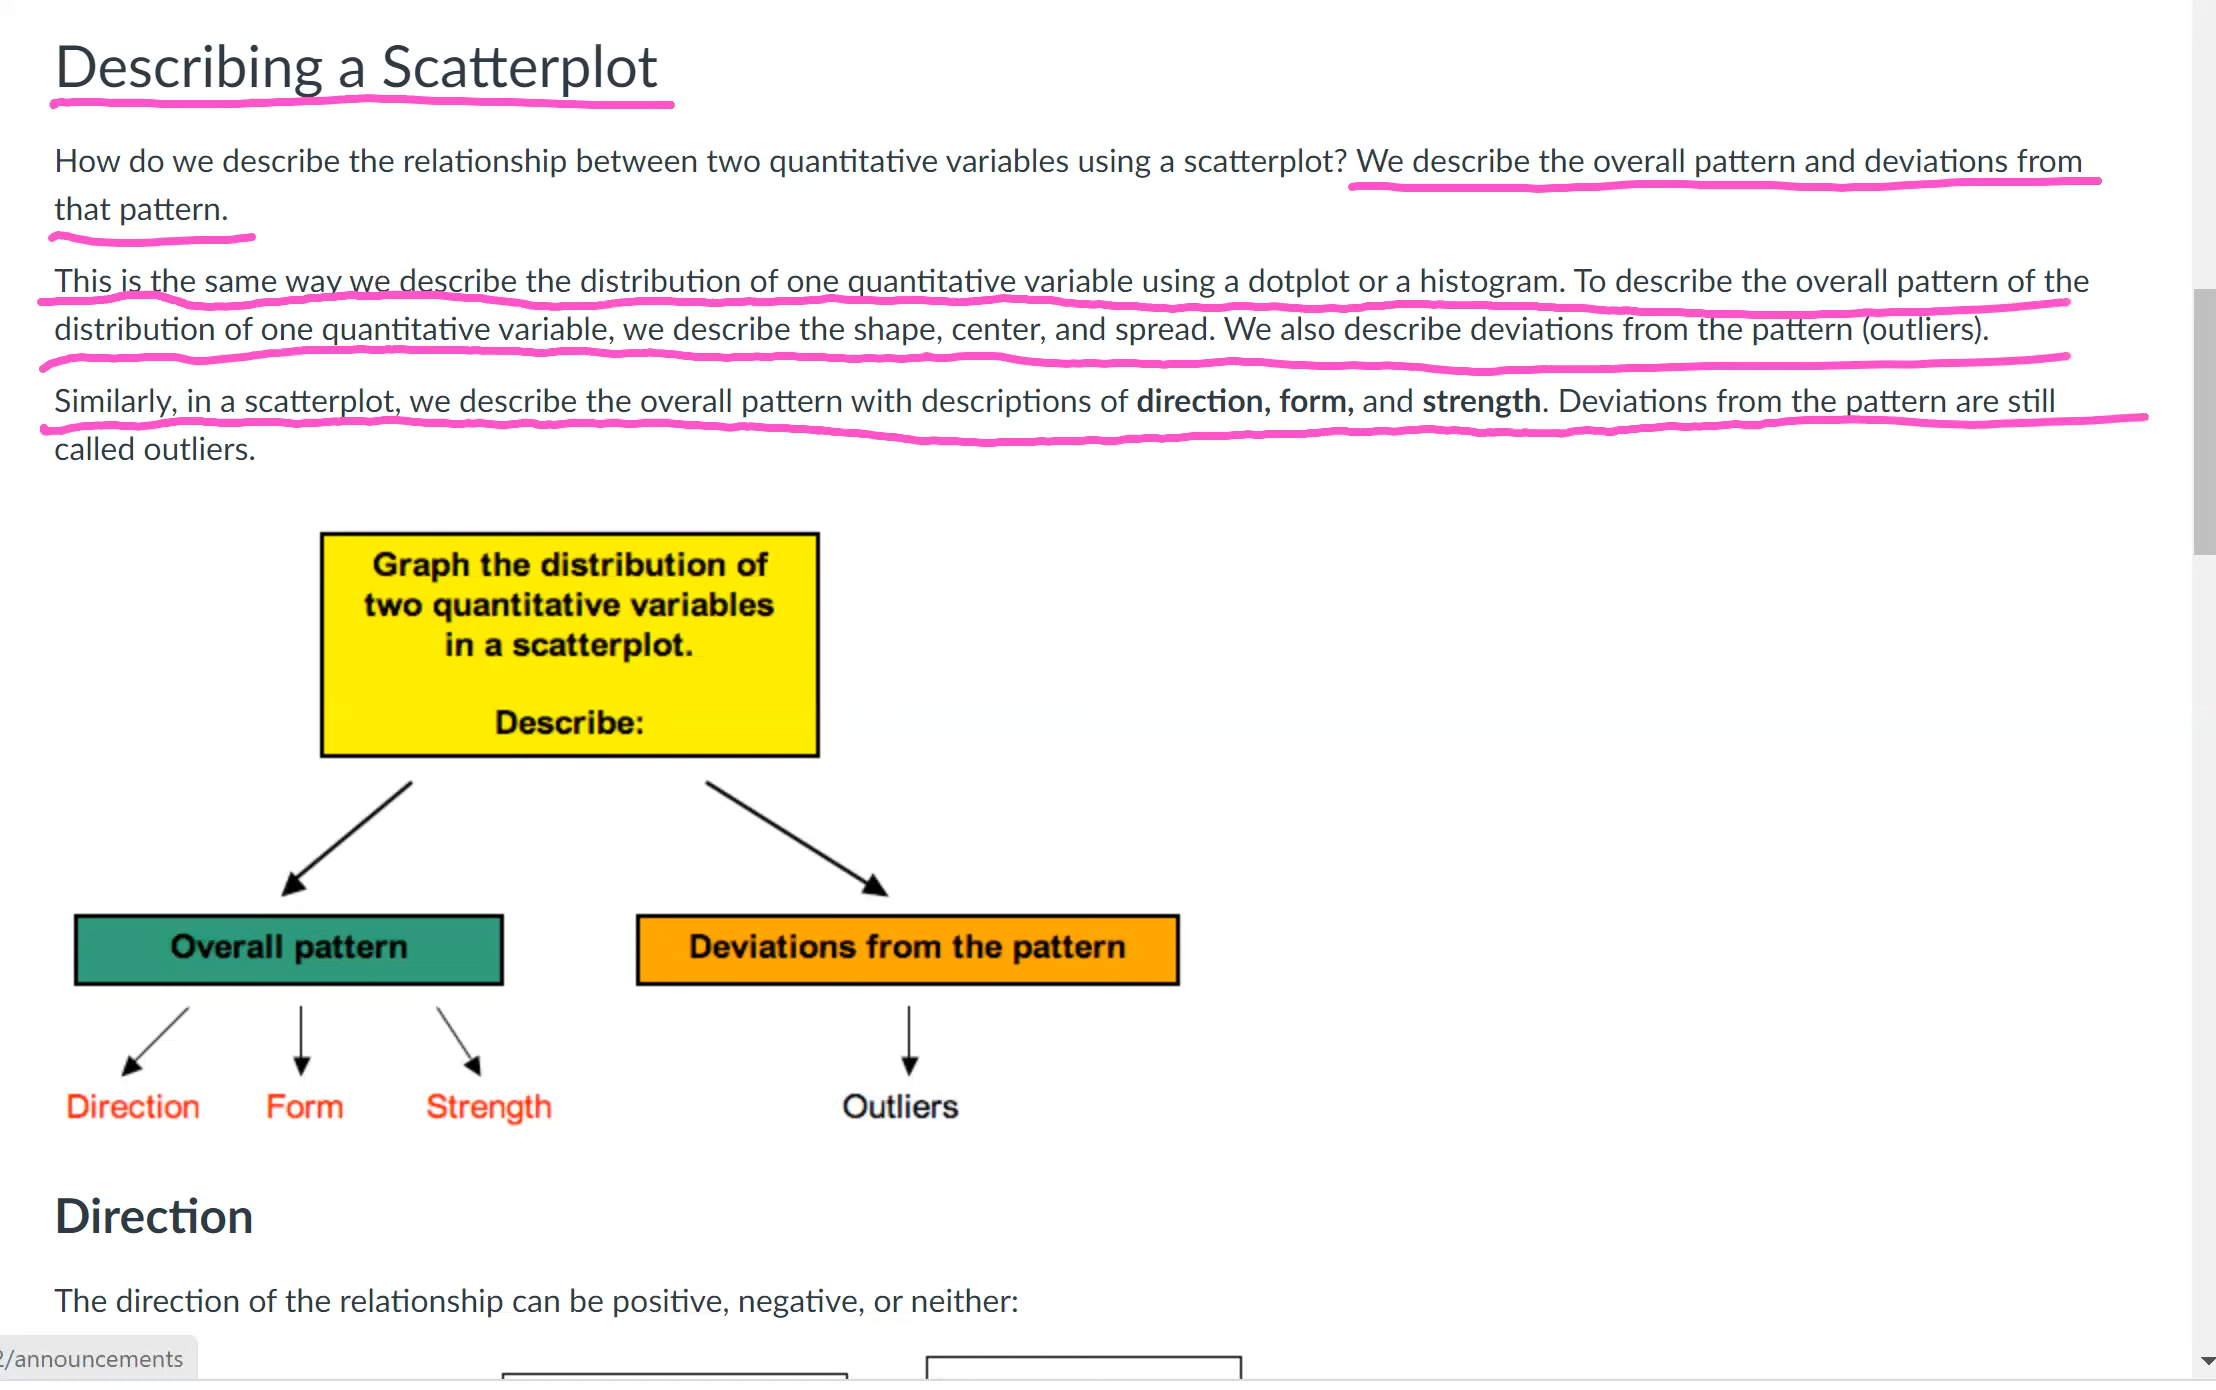 Describing a Scatterplot
How do we describe the relationship between two quantitative variables using a scatterplot? We describe the overall pattern and deviations from
that pattern.
This is the same way we describe the distribution of one quantitative variable using a dotplot or a histogram. To describe the overall pattern of the
distribution of one quantitative variable, we describe the shape, center, and spread. We also describe deviations from the pattern (outliers).
Similarly, in a scatterplot, we describe the overall pattern with descriptions of direction, form, and strength. Deviations from the pattern are still
called outliers.
Graph the distribution of
two quantitative variables
in a scatterplot.
Describe:
Overall pattern
Deviations from the pattern
Direction
Form
Strength
Outliers
Direction
The direction of the relationship can be positive, negative, or neither:
2/announcements